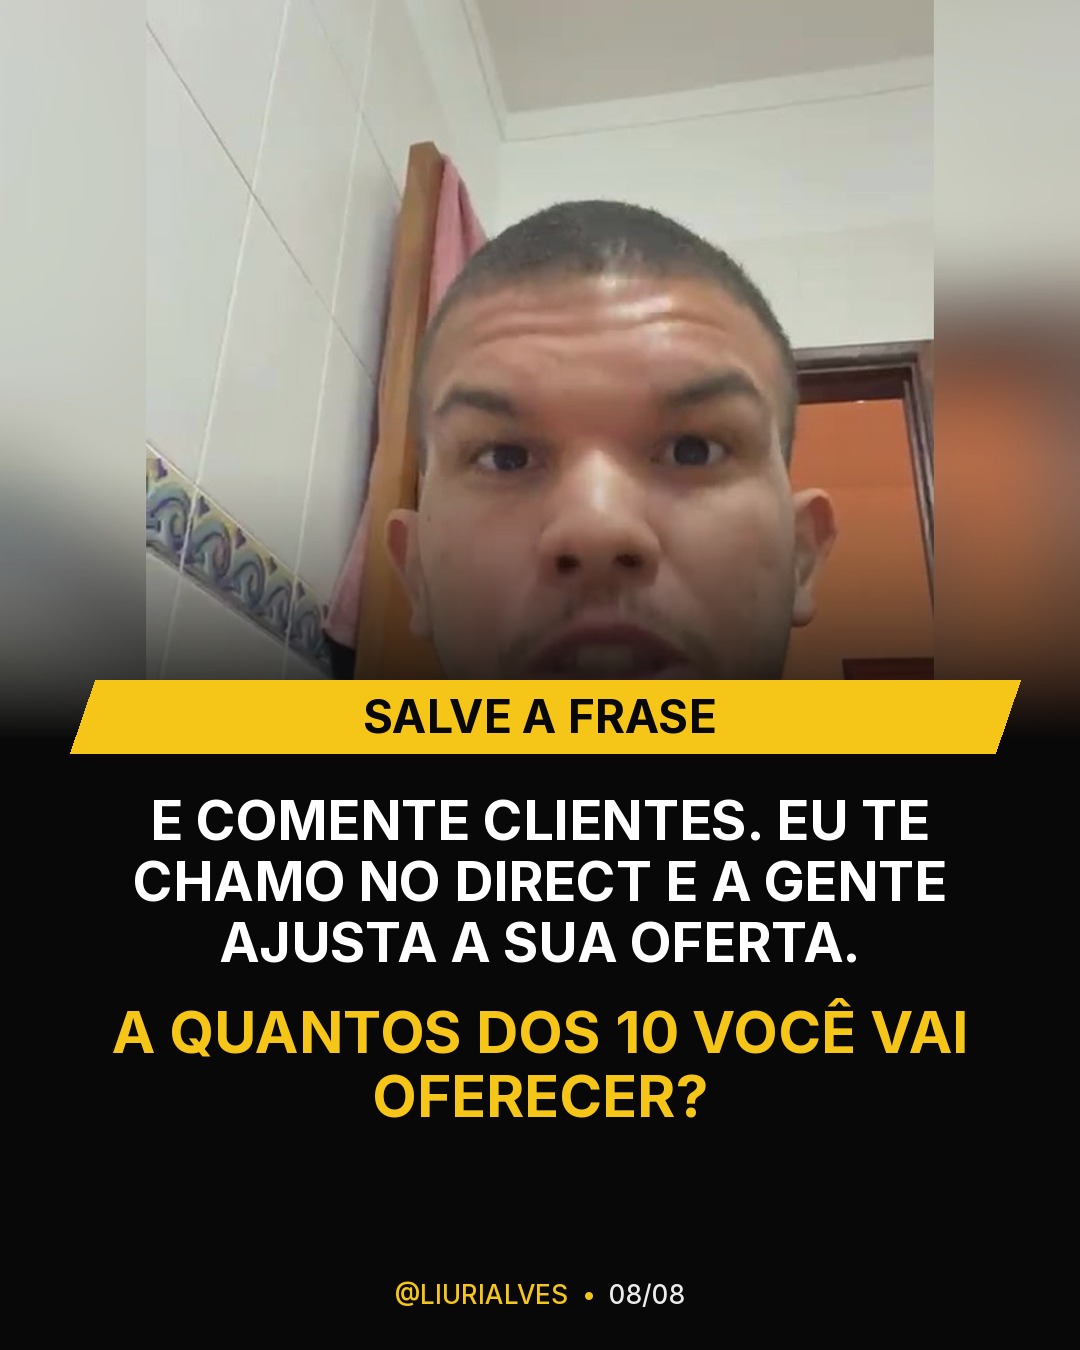 SALVE A FRASE
E COMENTE CLIENTES. EU TE
CHAMO NO DIRECT E A GENTE
AJUSTA A SUA OFERTA.
A QUANTOS DOS 10 VOCÊ VAI
OFERECER?
@LIURIALVES • 08/08